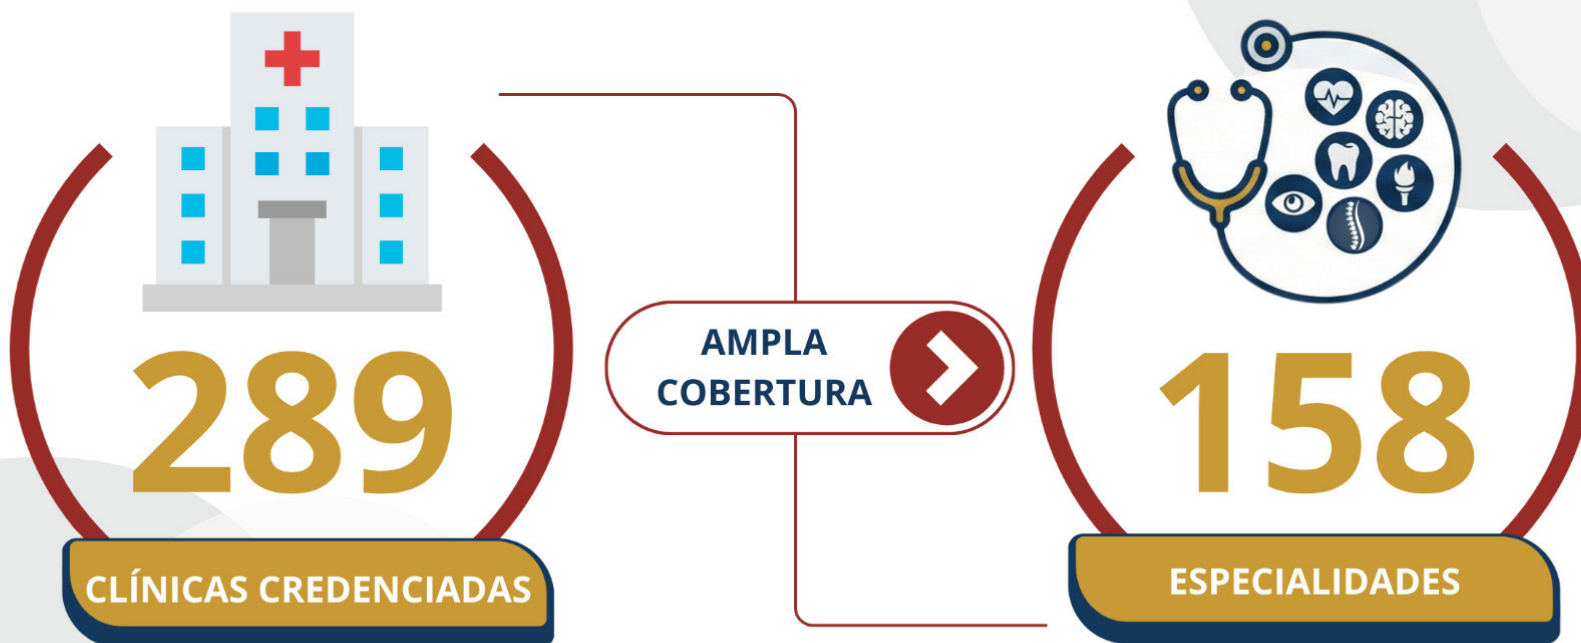 289
CLÍNICAS CREDENCIADAS
AMPLA
COBERTURA
158
ESPECIALIDADES